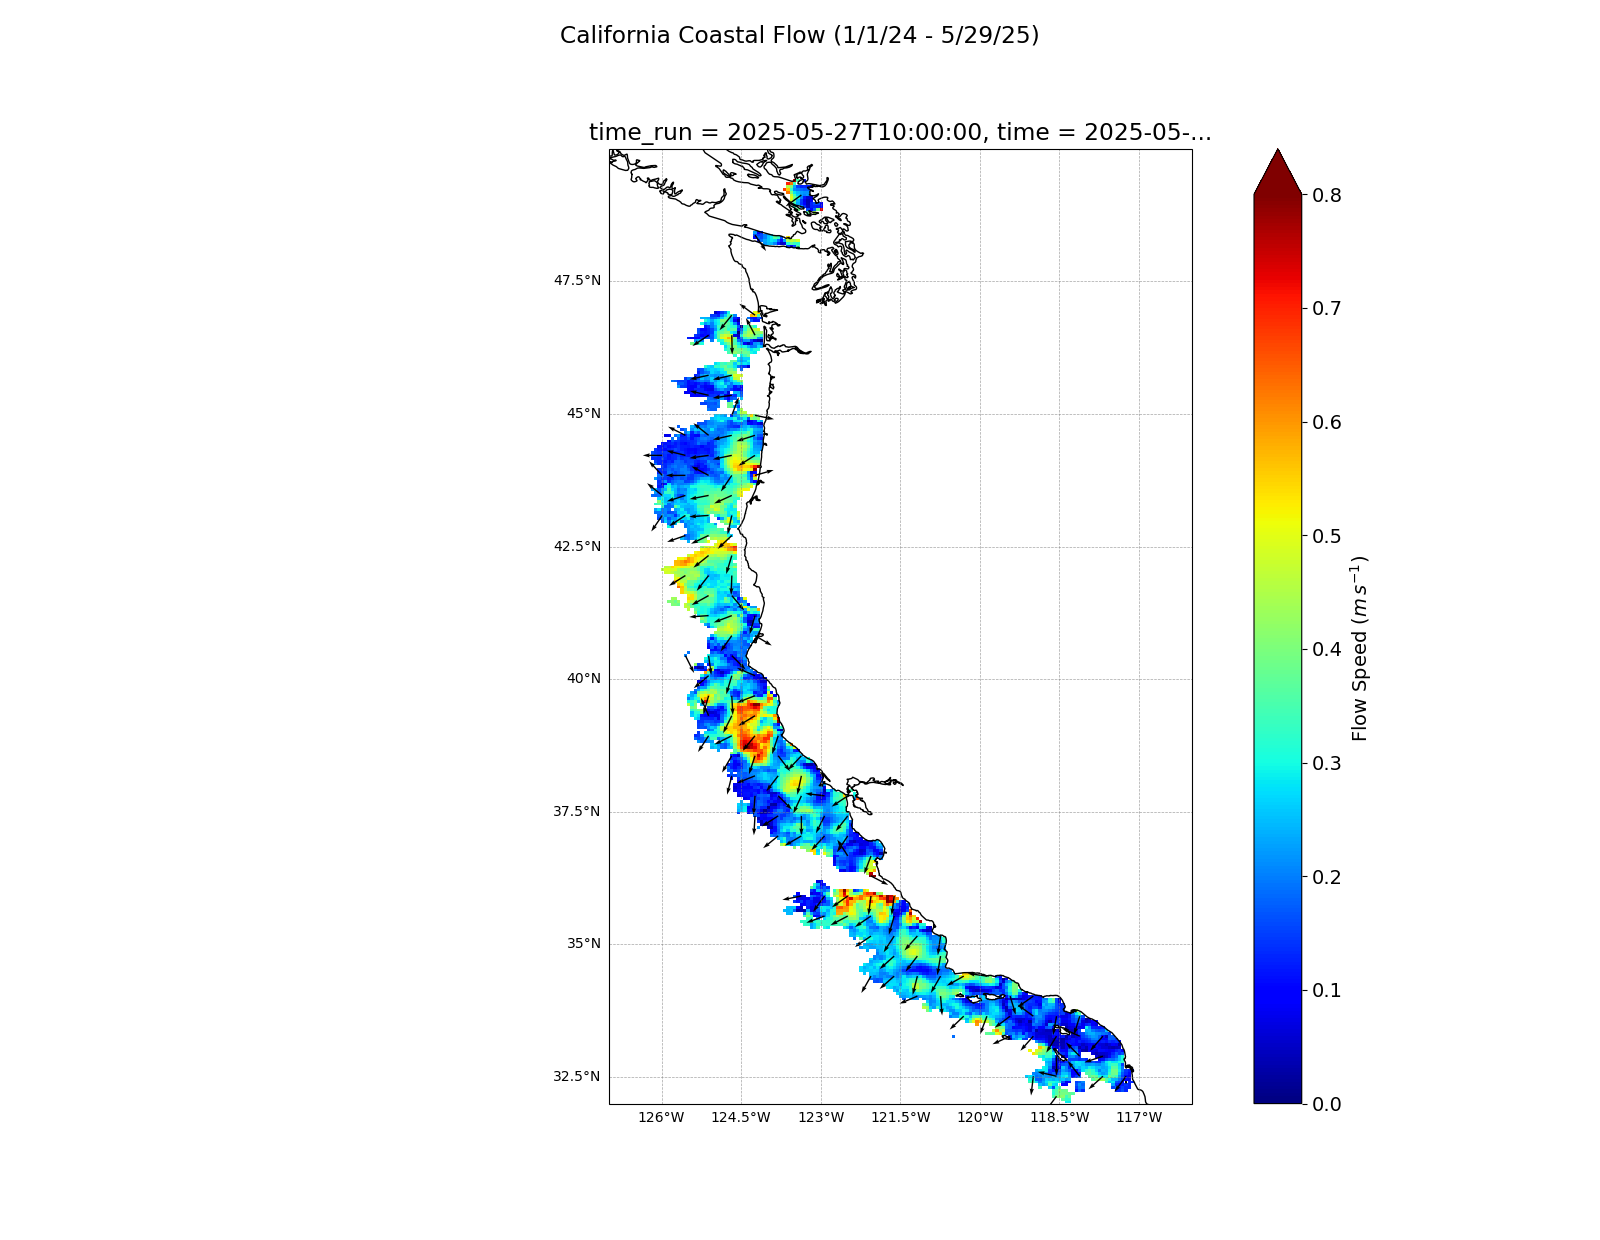 California Coastal Flow (1/1/24 - 5/29/25)
time_run = 2025-05-27T10:00:00, time = 2025-05-...
47.5°N
45°N
42.5°N
40°N
37.5°N
35°N
32.5°N
126°W
124.5°W
123°W
121.5°W
120°W
118.5°W
117°W
0.8
0.7
0.6
0.5
0.4
0.3
0.2
0.1
0.0
Flow Speed (m s⁻¹)